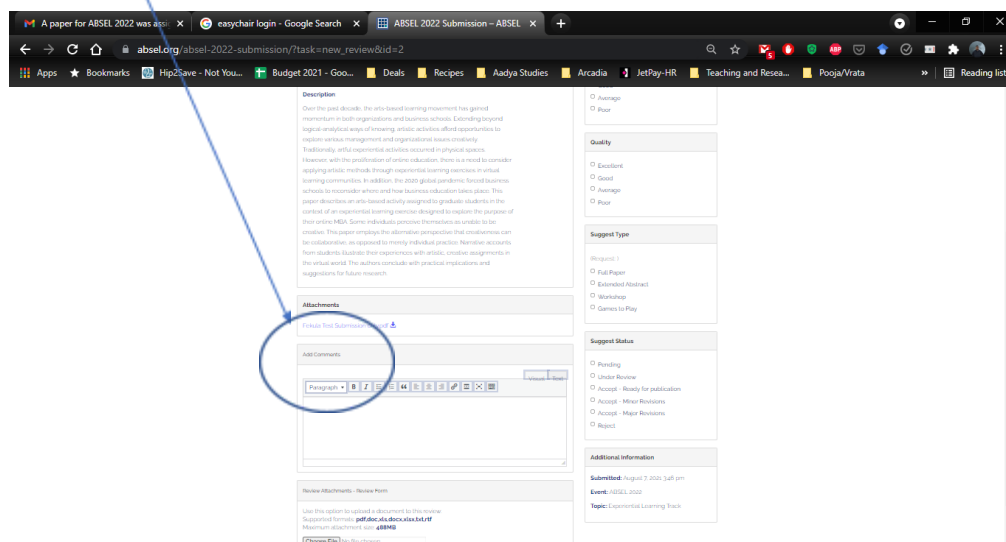 A paper for ABSEL 2022 was assi
easychair login - Google Search
ABSEL 2022 Submission – ABSEL
absel.org/absel-2022-submission/?task=new_review&id=2
Apps
Bookmarks
Hip2Save - Not You...
Budget 2021 - Goo...
Deals
Recipes
Aadya Studies
Arcadia
JetPay-HR
Teaching and Resea...
Pooja/Vrata
»
Reading list
Description
Over the past decade, the arts-based learning movement has gained
momentum in both organizations and business schools. Extending beyond
logical-analytical ways of knowing, artistic activities afford opportunities to
explore various management and organizational issues creatively.
Traditionally, artful experiential activities occurred in physical spaces.
However, with the proliferation of online education, there is a need to consider
applying artistic methods through experiential learning exercises in virtual
learning communities. In addition, the 2020 global pandemic forced business
schools to reconsider where and how business education takes place. This
paper describes an arts-based activity assigned to graduate students in the
context of an experiential learning exercise designed to explore the purpose of
their online MBA. Some individuals perceive themselves as unable to be
creative. This paper employs the alternative perspective that creativeness can
be collaborative, as opposed to merely individual practice. Narrative accounts
from students illustrate their experiences with artistic, creative assignments in
the virtual world. The authors conclude with practical implications and
suggestions for future research.
Attachments
Test Submission
Add Comments
Visual
Text
Paragraph
B
I
Review Attachments - Review Form
Use this option to upload a document to this review.
Supported formats: pdf,doc,xls,docx,xlsx,txt,rtf
Maximum attachment size: 488MB
Choose File No file chosen
Average
Poor
Quality
Excellent
Good
Average
Poor
Suggest Type
(Request: )
Full Paper
Extended Abstract
Workshop
Games to Play
Suggest Status
Pending
Under Review
Accept - Ready for publication
Accept - Minor Revisions
Accept - Major Revisions
Reject
Additional Information
Submitted: August 7, 2021 3:46 pm
Event: ABSEL 2022
Topic: Experiential Learning Track